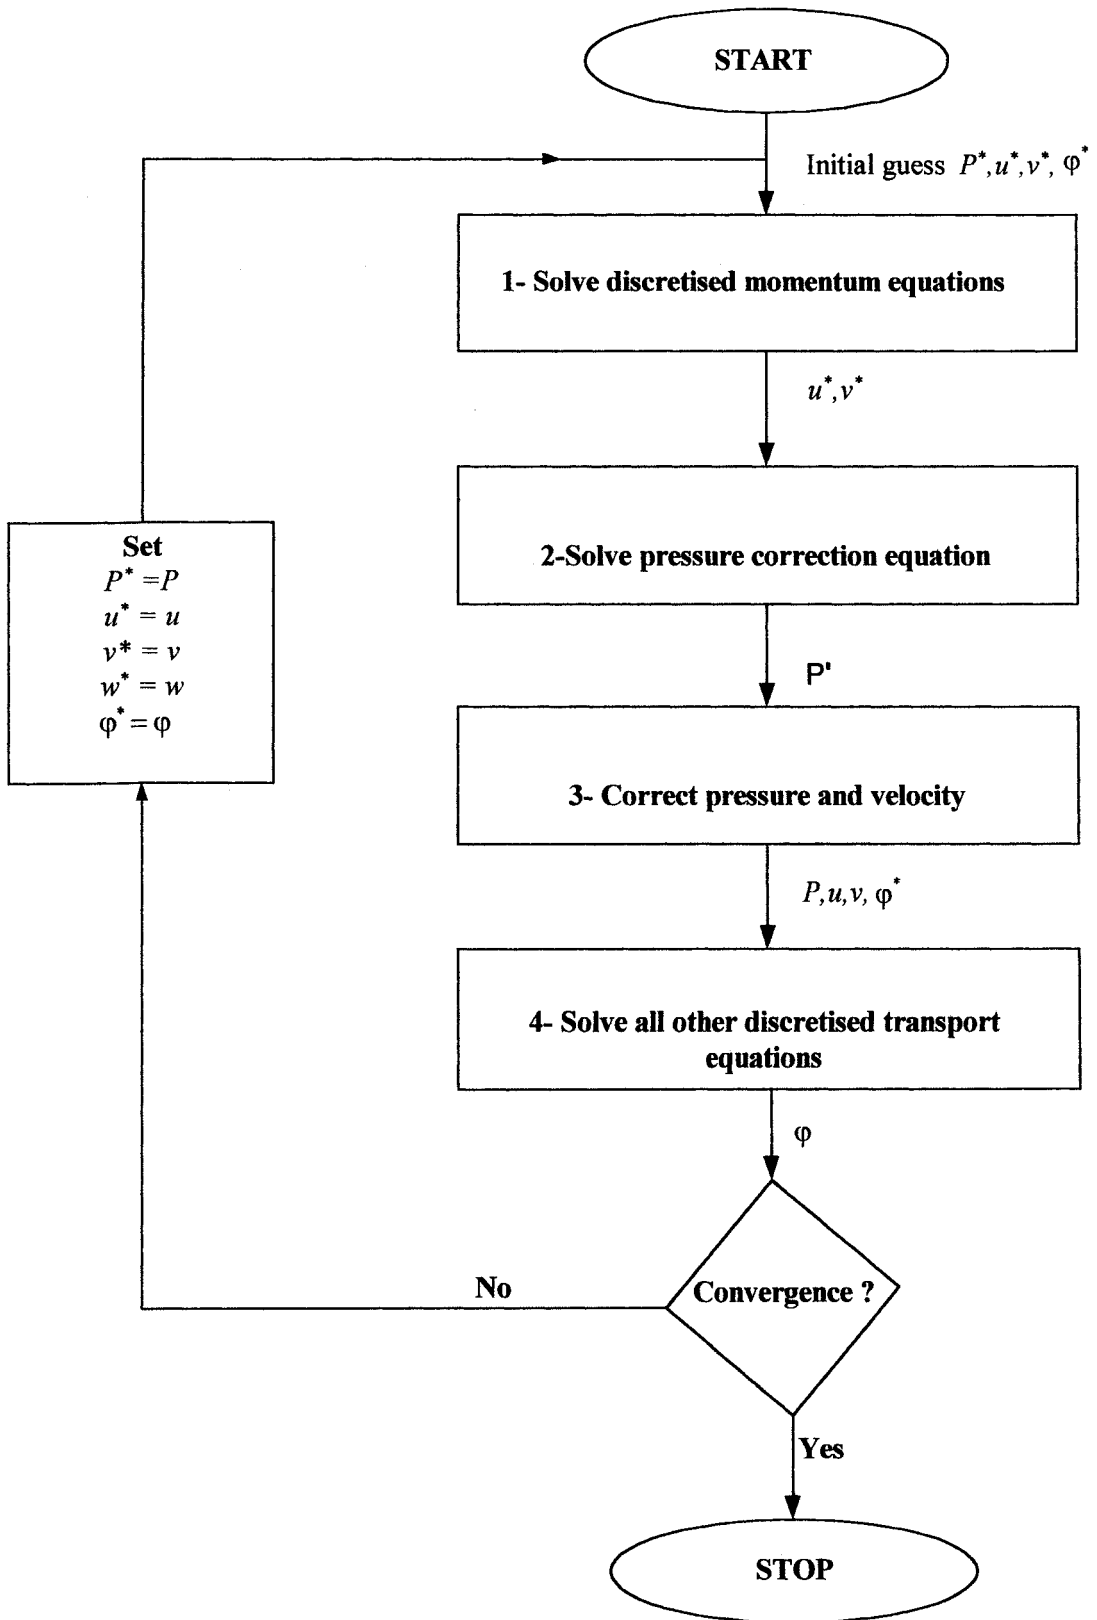 START
Initial guess P*,u*,v*, φ*
1- Solve discretised momentum equations
u*,v*
2-Solve pressure correction equation
P'
3- Correct pressure and velocity
P,u,v, φ*
4- Solve all other discretised transport
equations
φ
Convergence ?
No
Set
P* =P
u* = u
v* = v
w* = w
φ* = φ
Yes
STOP